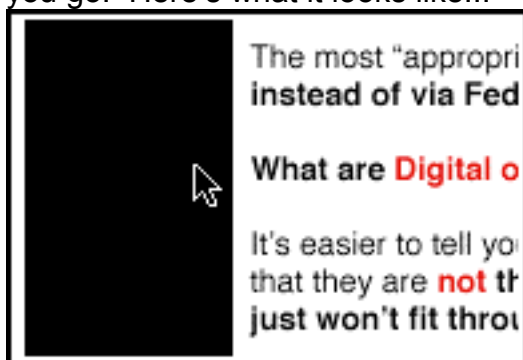 you go? Here's what it looks like...
The most "appropri
instead of via Fed
What are Digital o
It's easier to tell yo
that they are not th
just won't fit throu